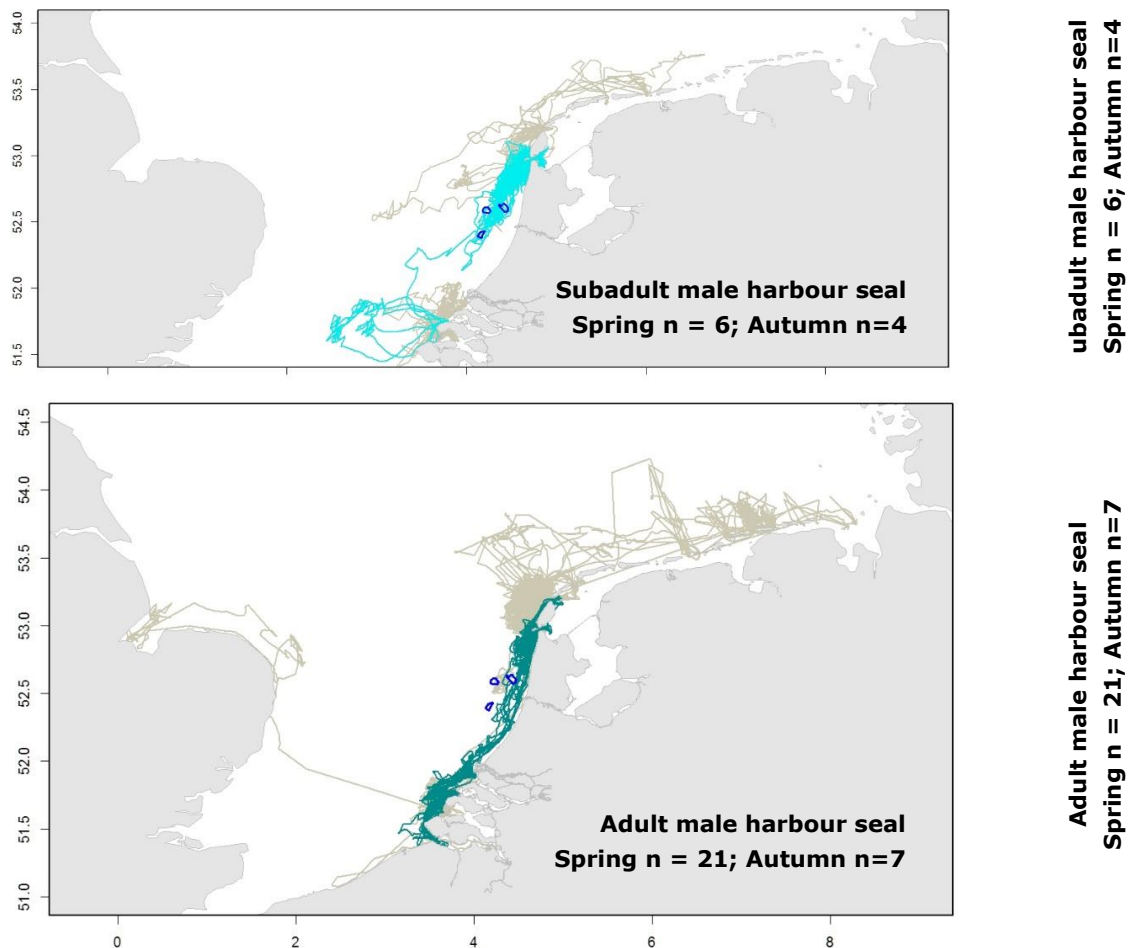 54.0
53.5
53.0
52.5
52.0
51.5
Subadult male harbour seal
Spring n = 6; Autumn n=4
ubadult male harbour seal
Spring n = 6; Autumn n=4
54.5
54.0
53.5
53.0
52.5
52.0
51.5
51.0
Adult male harbour seal
Spring n = 21; Autumn n=7
0 2 4 6 8
Adult male harbour seal
Spring n = 21; Autumn n=7